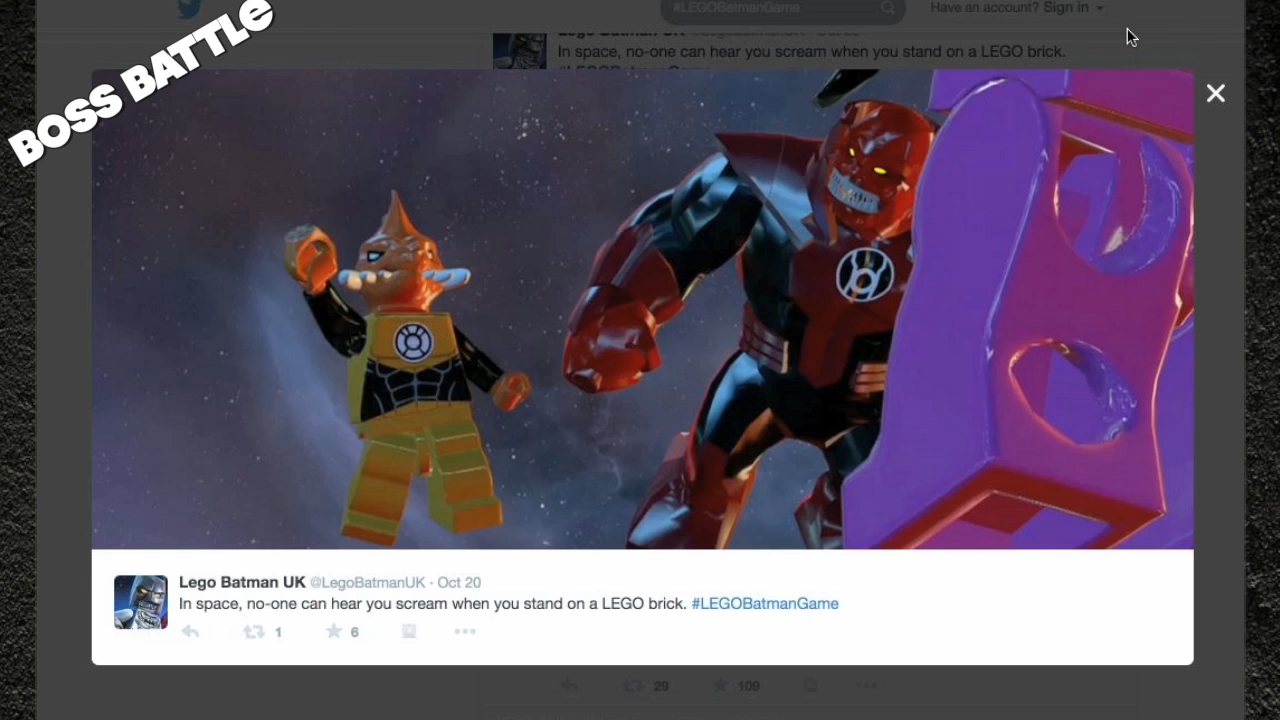 BOSS BATTLE
#LEGOBatmanGame
Have an account? Sign in
In space, no-one can hear you scream when you stand on a LEGO brick.
Lego Batman UK @LegoBatmanUK · Oct 20
In space, no-one can hear you scream when you stand on a LEGO brick. #LEGOBatmanGame
1 6
29 109